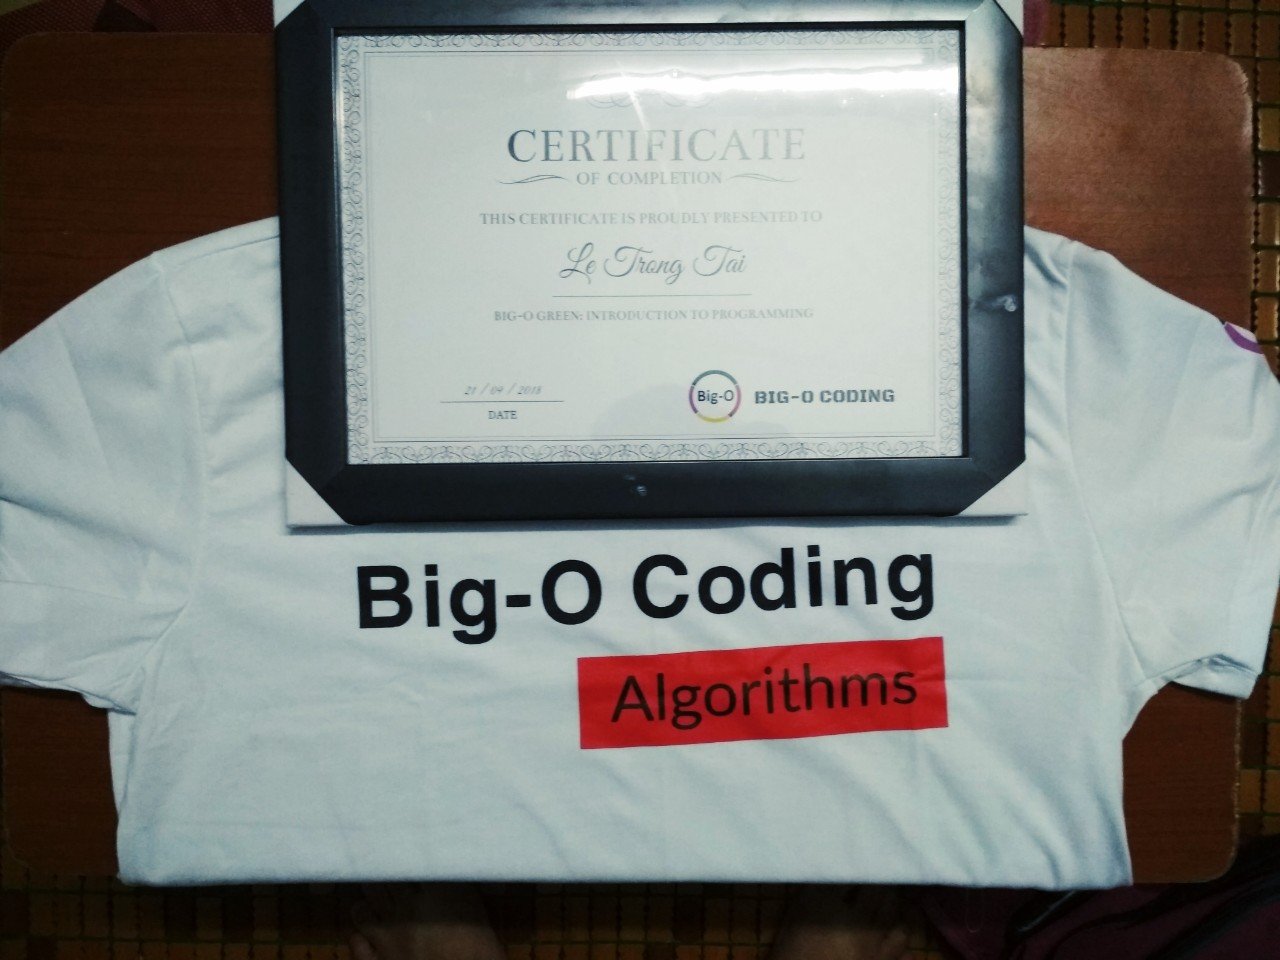 CERTIFICATE
OF COMPLETION
THIS CERTIFICATE IS PROUDLY PRESENTED TO
Le Trong Tai
BIG-O GREEN: INTRODUCTION TO PROGRAMMING
21 / 04 / 2018
DATE
Big-O BIG-O CODING
Big-O Coding
Algorithms